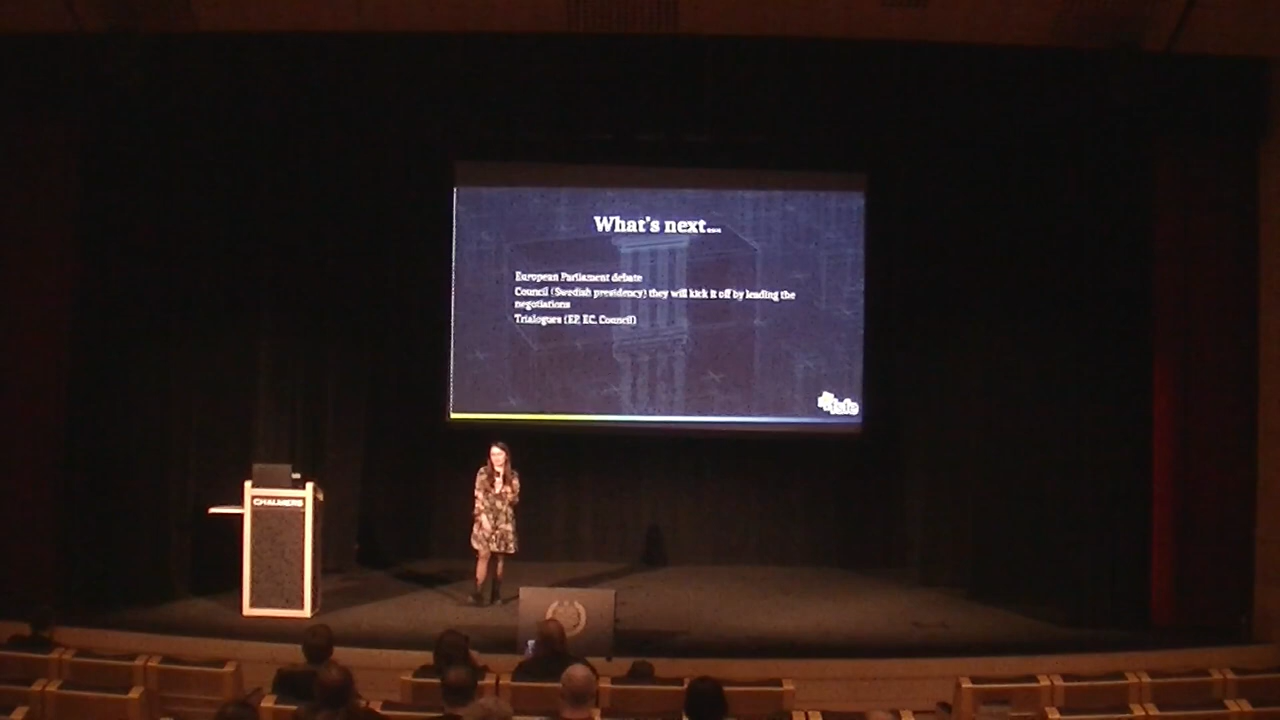 What's next...
European Parliament debate
Council (Swedish presidency) they will kick it off by leading the
negotiations
Trialogues (EP, EC, Council)
fsfe
CHALMERS